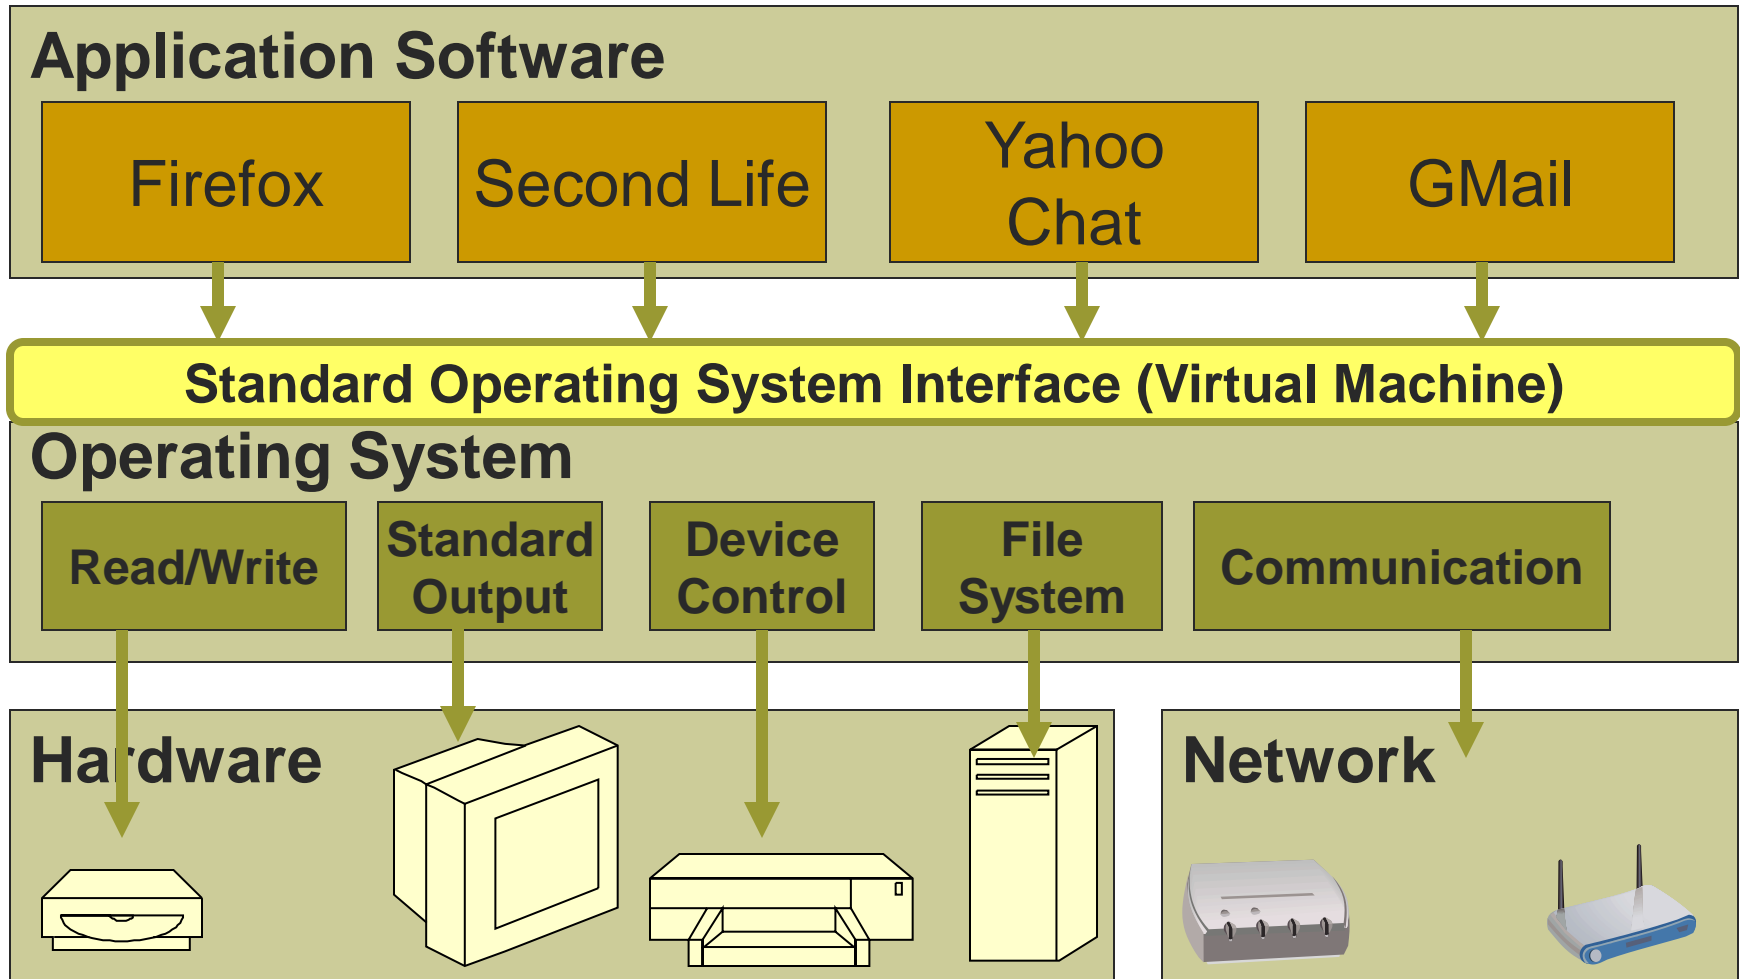 Application Software
Firefox
Second Life
Yahoo
Chat
GMail
Standard Operating System Interface (Virtual Machine)
Operating System
Read/Write
Standard
Output
Device
Control
File
System
Communication
Hardware
Network